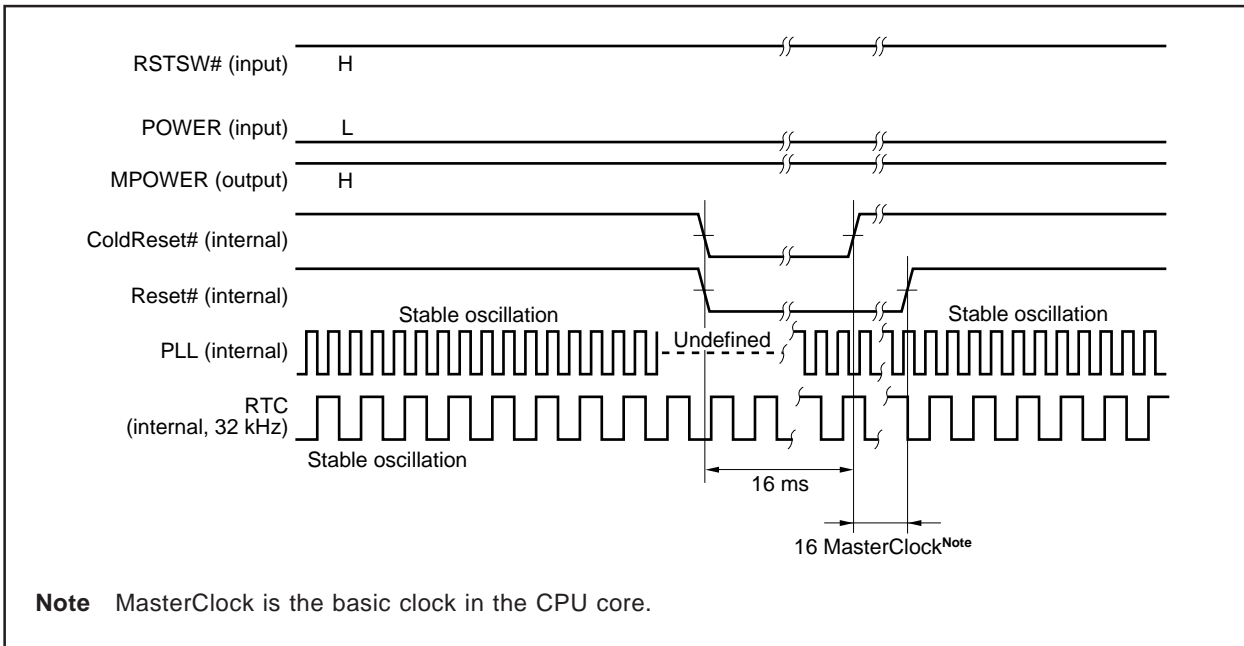 RSTSW# (input) H
POWER (input) L
MPOWER (output) H
ColdReset# (internal)
Reset# (internal)
Stable oscillation Stable oscillation
PLL (internal) Undefined
RTC
(internal, 32 kHz)
Stable oscillation
16 ms
16 MasterClockNote
Note MasterClock is the basic clock in the CPU core.